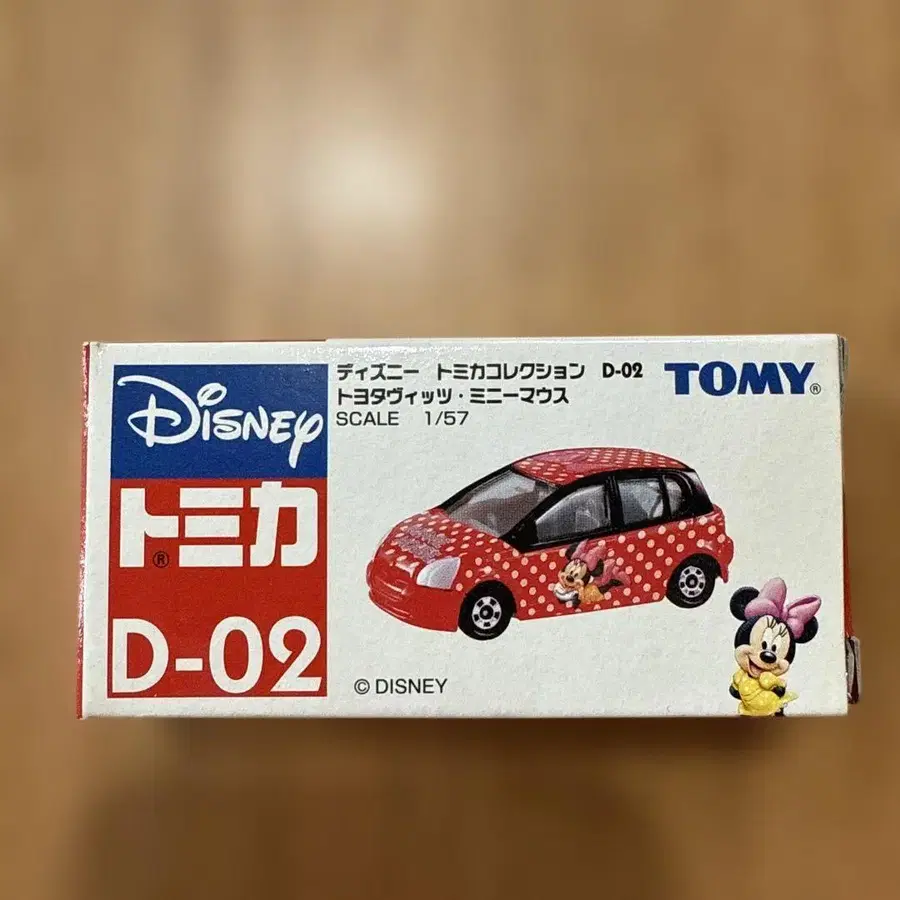 Disney
トミカ®
D-02
ディズニー トミカコレクション D-02
トヨタヴィッツ・ミニーマウス
SCALE 1/57
TOMY®
© DISNEY